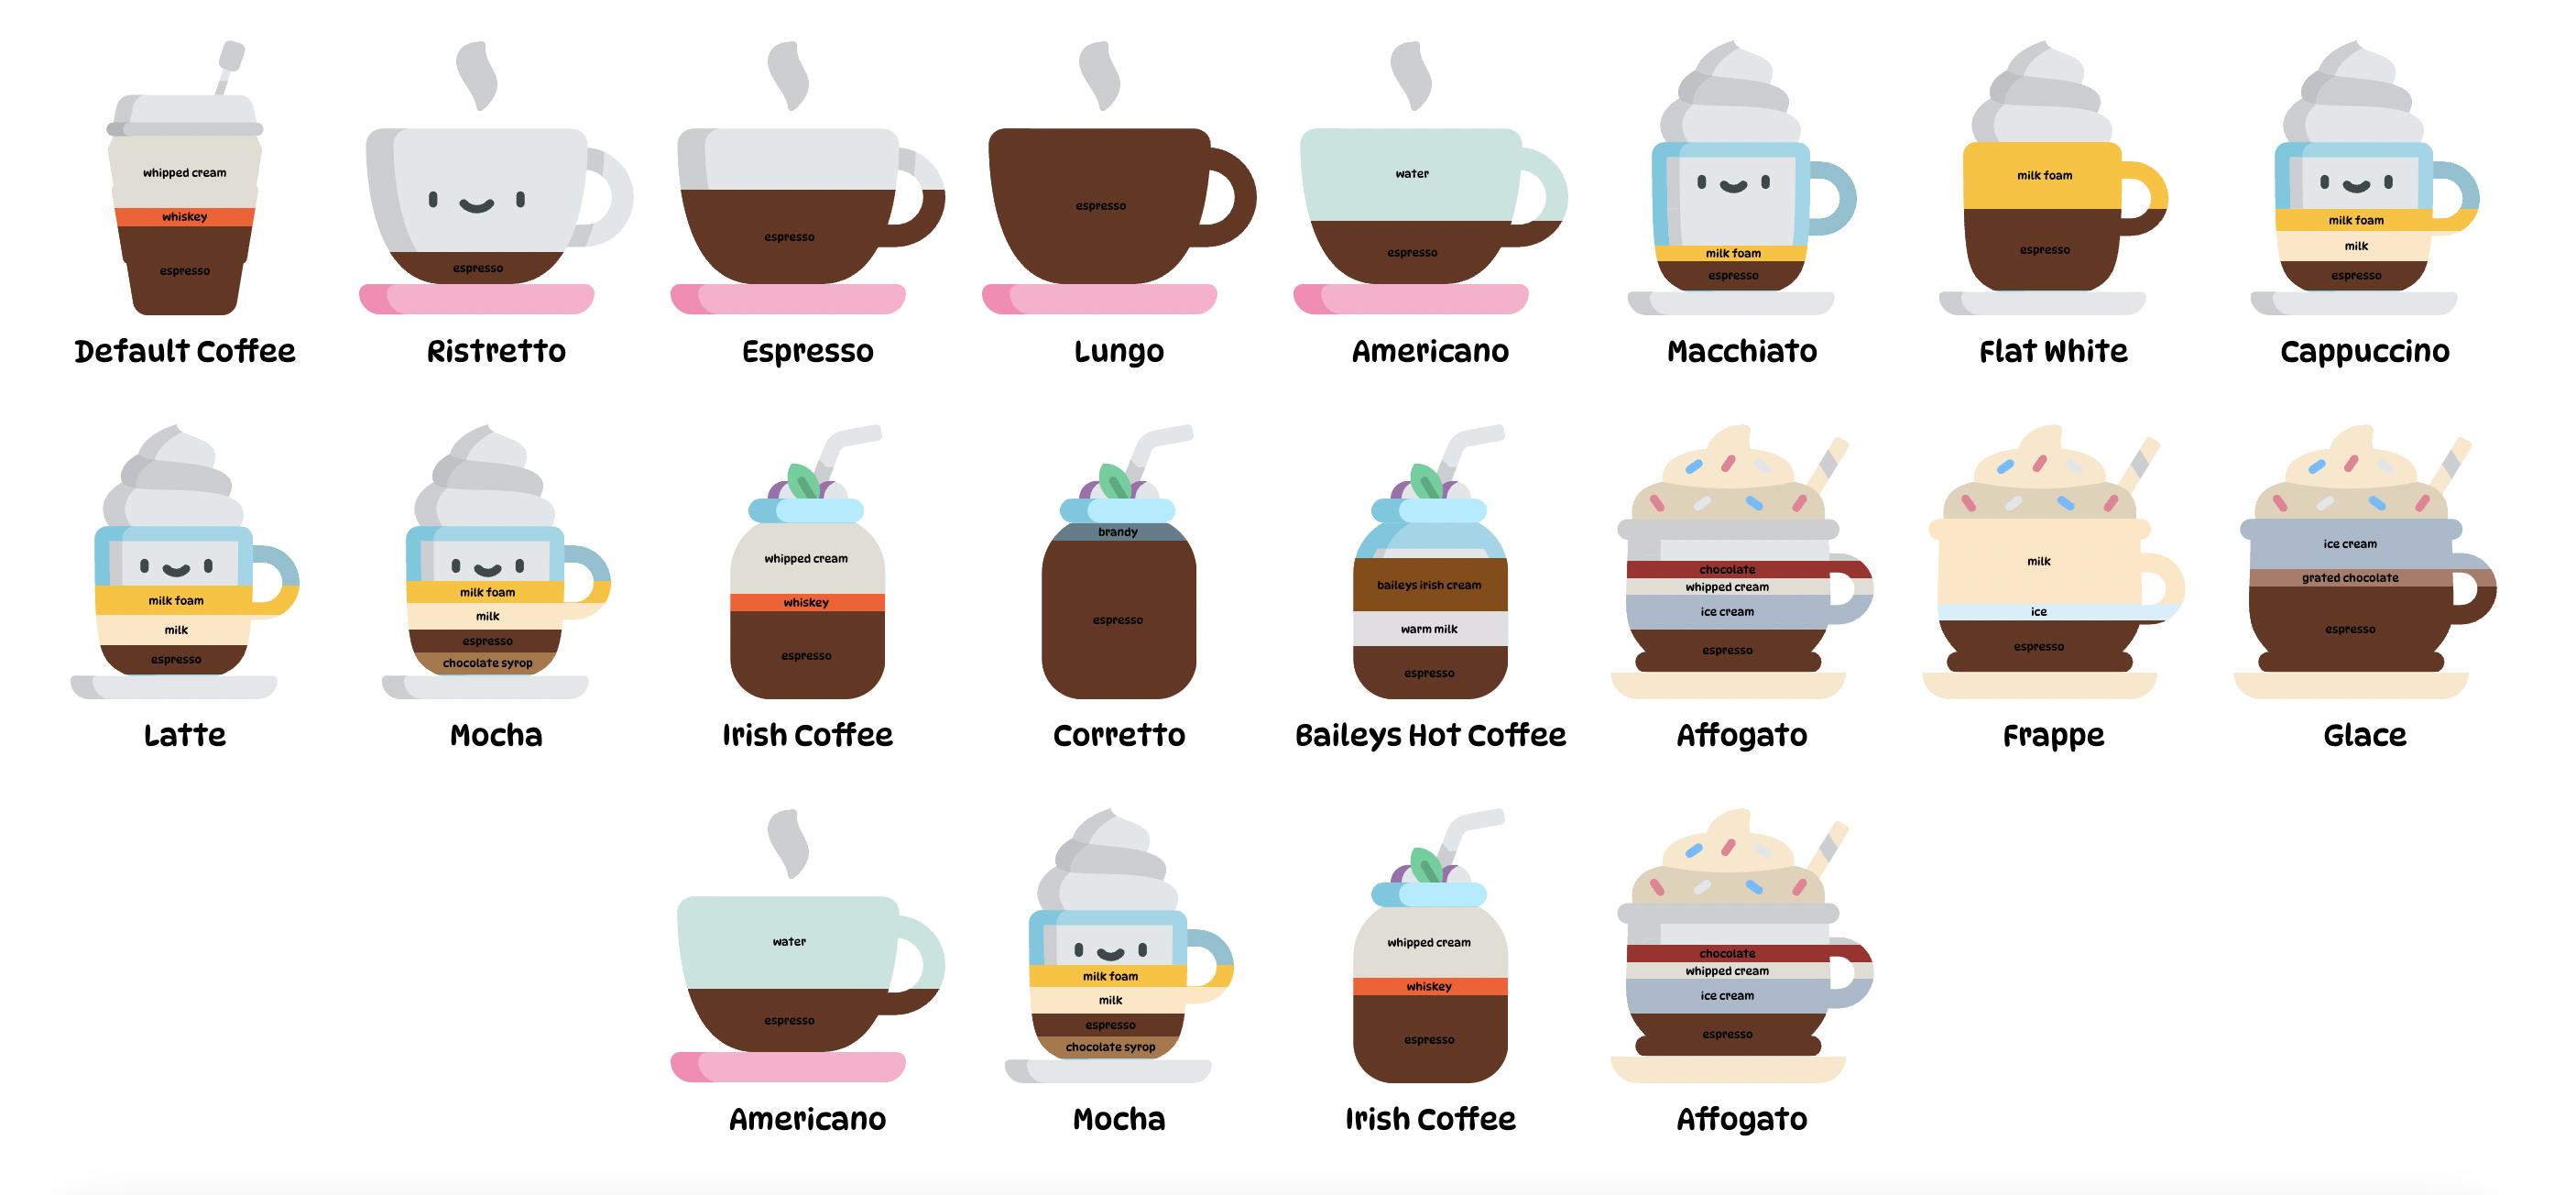 whipped cream
whiskey
espresso
Default Coffee
espresso
Ristretto
espresso
Espresso
espresso
Lungo
water
espresso
Americano
milk foam
espresso
Macchiato
milk foam
espresso
Flat White
milk foam
milk
espresso
Cappuccino
milk foam
milk
espresso
Latte
milk foam
milk
espresso
chocolate syrup
Mocha
whipped cream
whiskey
espresso
Irish Coffee
brandy
espresso
Corretto
baileys irish cream
warm milk
espresso
Baileys Hot Coffee
chocolate
whipped cream
ice cream
espresso
Affogato
milk
ice
espresso
Frappe
ice cream
grated chocolate
espresso
Glace
water
espresso
Americano
milk foam
milk
espresso
chocolate syrup
Mocha
whipped cream
whiskey
espresso
Irish Coffee
chocolate
whipped cream
ice cream
espresso
Affogato